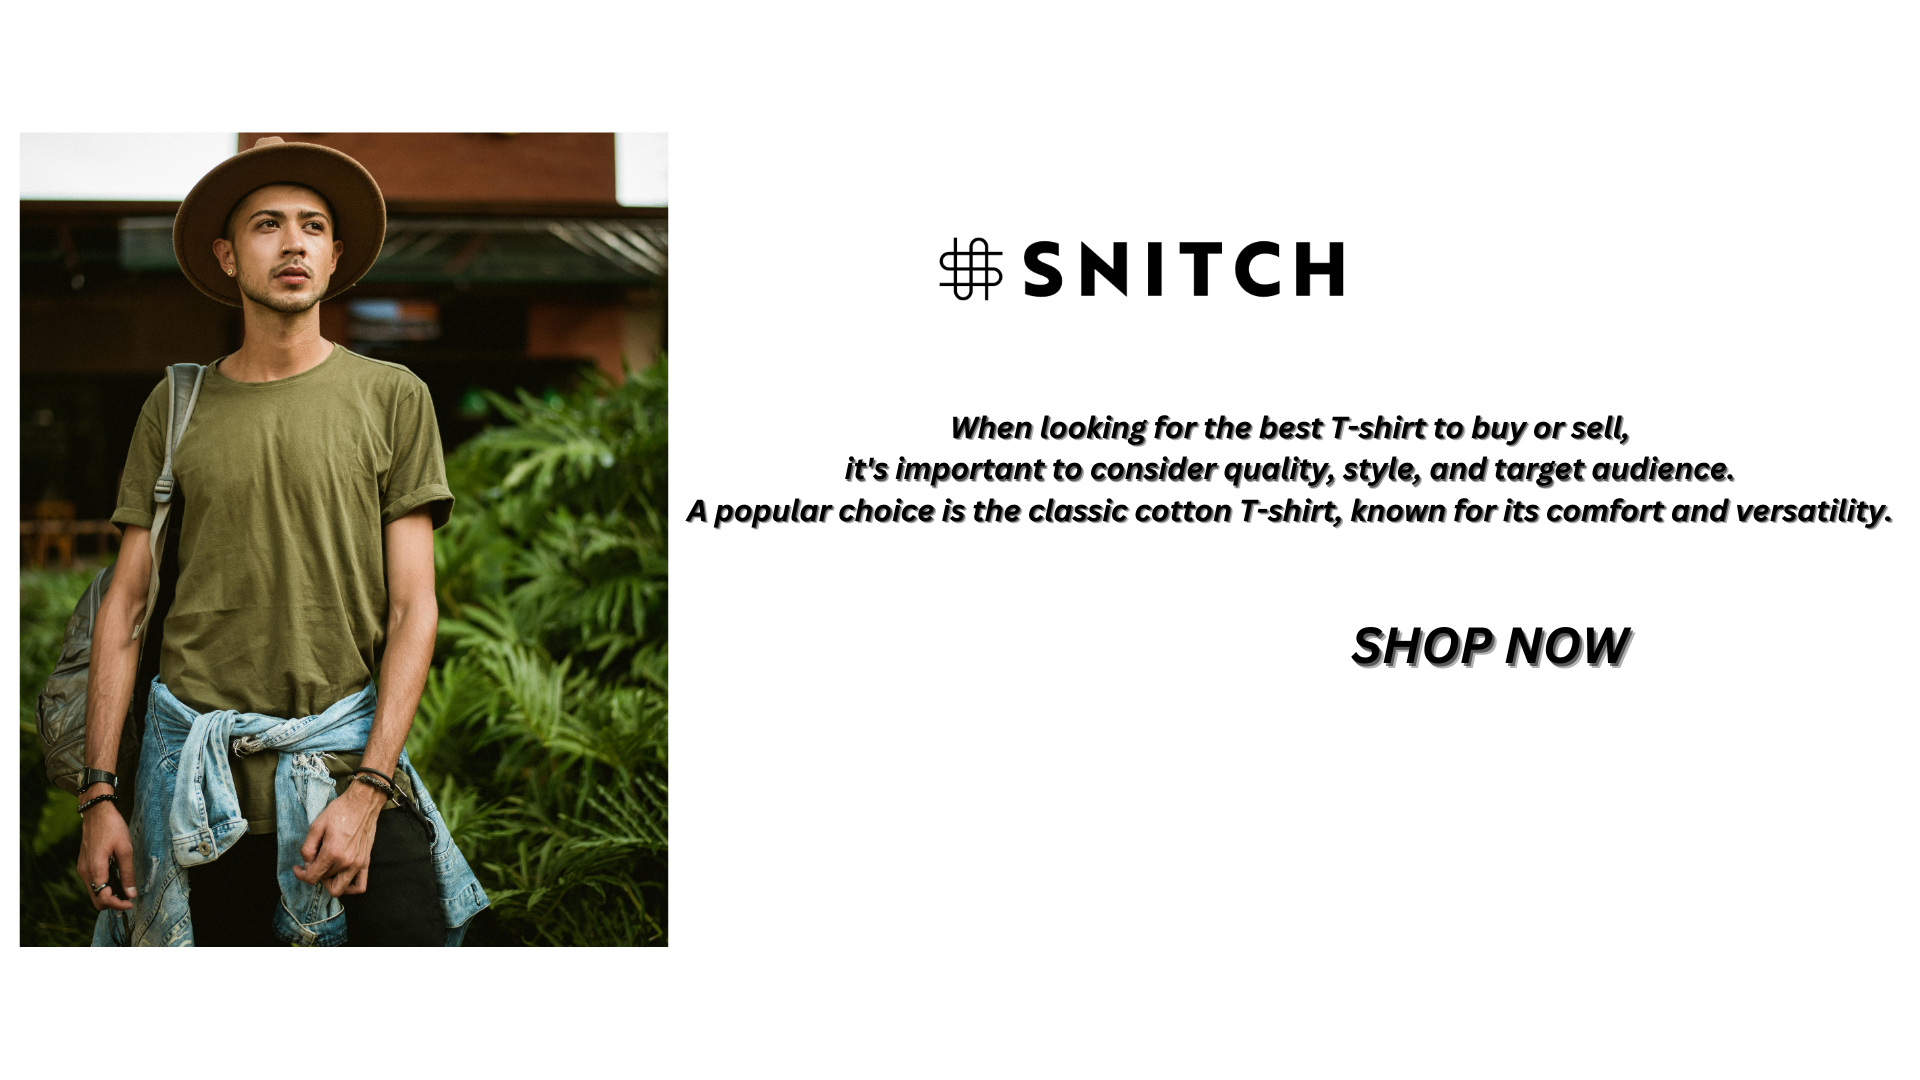 SNITCH
When looking for the best T-shirt to buy or sell,
it's important to consider quality, style, and target audience.
A popular choice is the classic cotton T-shirt, known for its comfort and versatility.
SHOP NOW